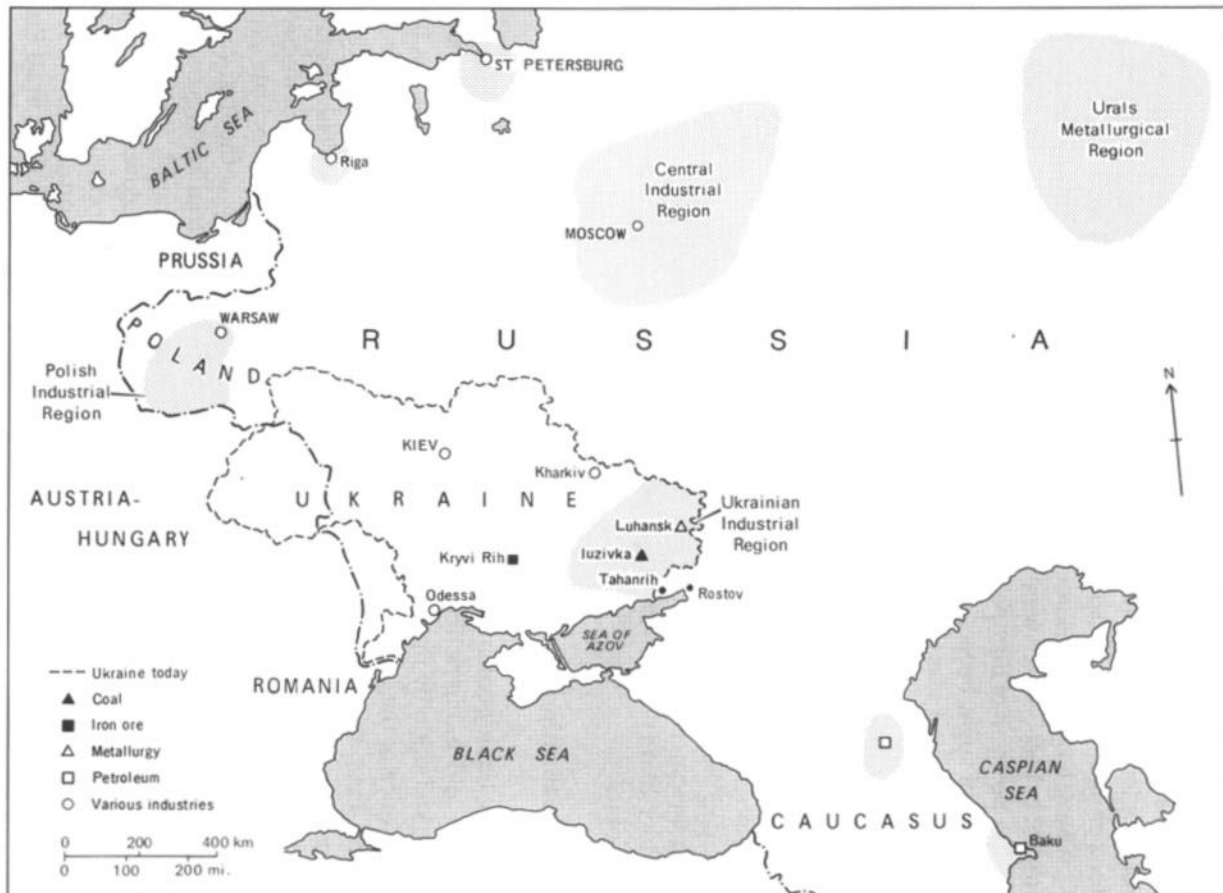 ST PETERSBURG
Urals
Metallurgical
Region
BALTIC SEA
Riga
Central
Industrial
Region
MOSCOW
PRUSSIA
WARSAW
POLAND
RUSSIA
Polish
Industrial
Region
N
KIEV
Kharkiv
AUSTRIA-
HUNGARY
UKRAINE
Ukrainian
Industrial
Region
Luhansk
Iuzivka
Kryvi Rih
Tahanrih
Rostov
Odessa
SEA OF
AZOV
ROMANIA
BLACK SEA
CASPIAN
SEA
CAUCASUS
Baku
Ukraine today
Coal
Iron ore
Metallurgy
Petroleum
Various industries
0 200 400 km
0 100 200 mi.